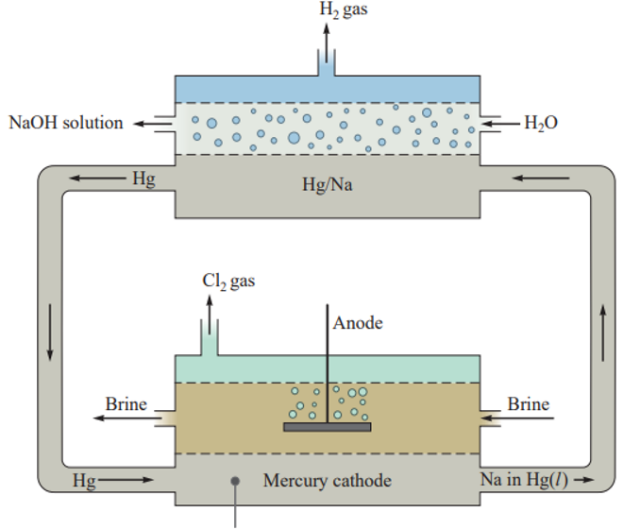 H₂ gas
NaOH solution
H₂O
Hg
Hg/Na
Cl₂ gas
Anode
Brine
Brine
Hg
Mercury cathode
Na in Hg(l)